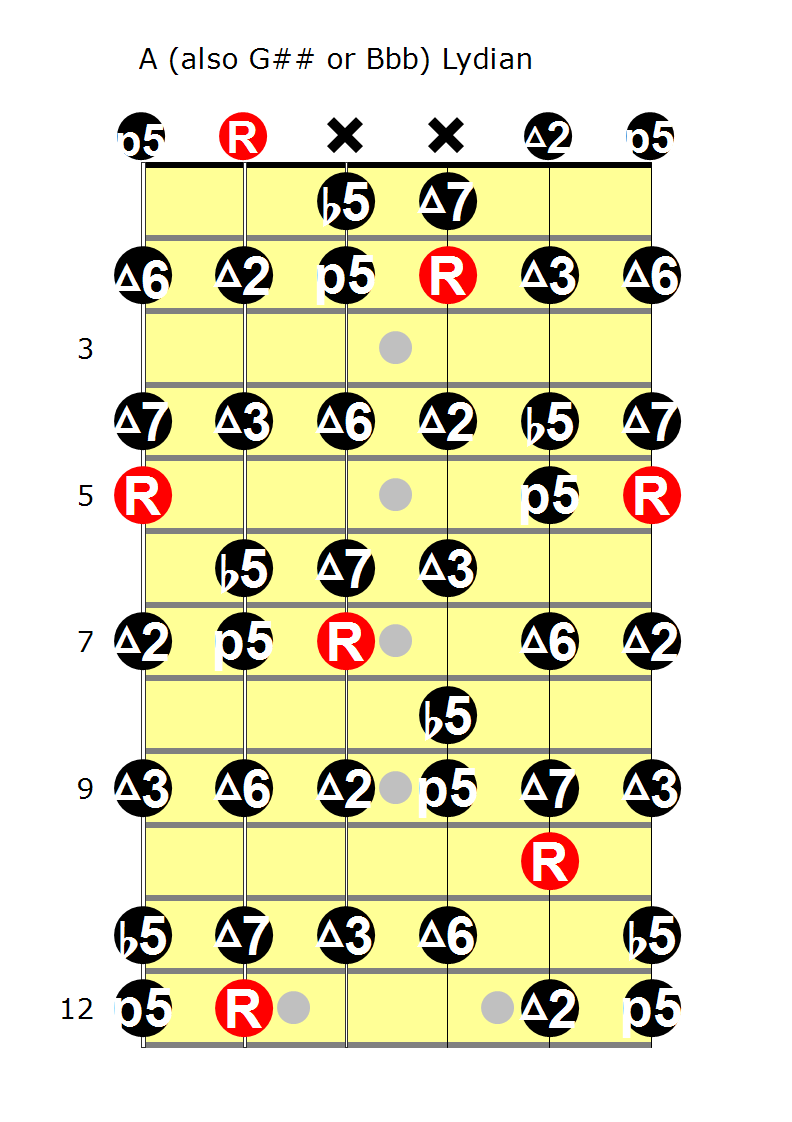 A (also G## or Bbb) Lydian
p5 R × × Δ2 p5
♭5 Δ7
Δ6 Δ2 p5 R Δ3 Δ6
3
Δ7 Δ3 Δ6 Δ2 ♭5 Δ7
5 R p5 R
♭5 Δ7 Δ3
7 Δ2 p5 R Δ6 Δ2
♭5
9 Δ3 Δ6 Δ2 p5 Δ7 Δ3
R
♭5 Δ7 Δ3 Δ6 ♭5
12 p5 R Δ2 p5